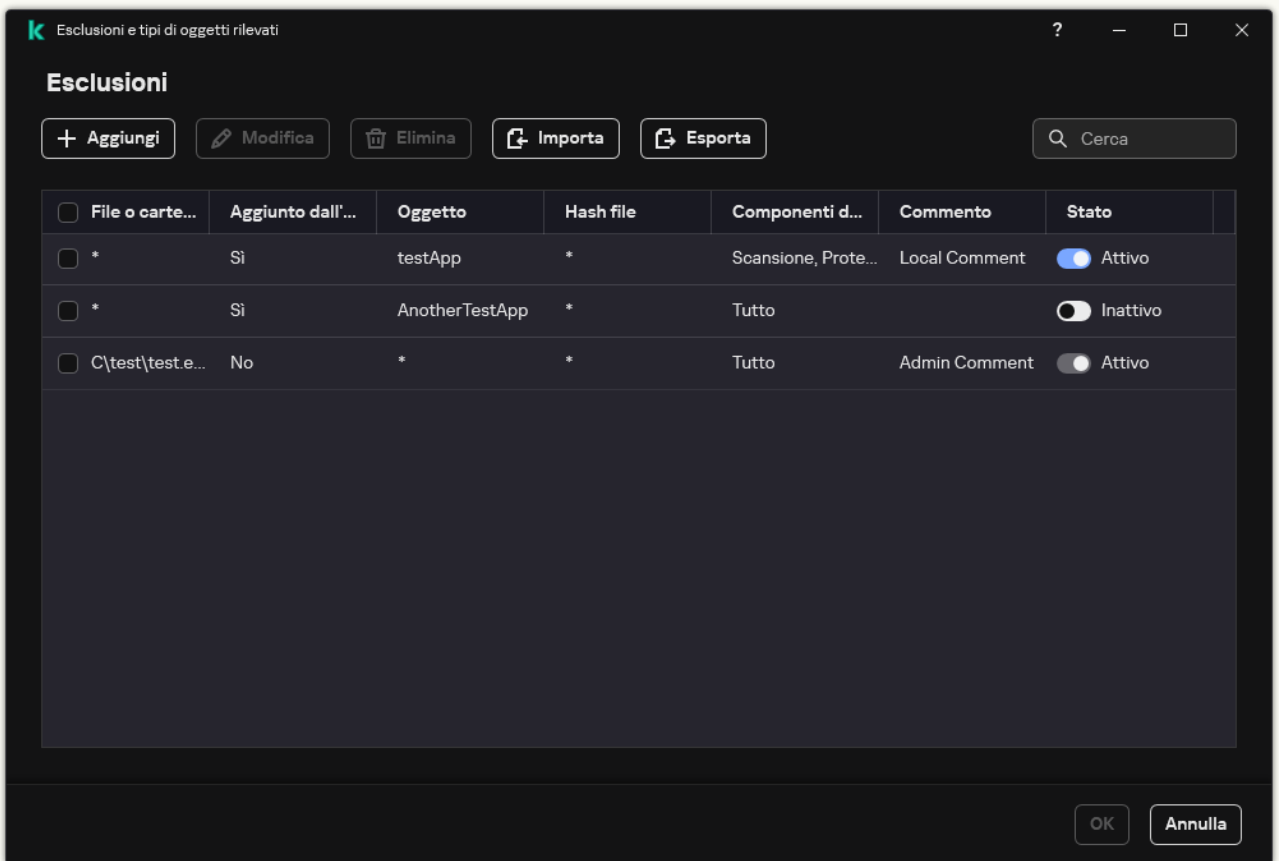 Esclusioni e tipi di oggetti rilevati ?
Esclusioni
Aggiungi Modifica Elimina Importa Esporta Cerca
File o carte... Aggiunto dall'... Oggetto Hash file Componenti d... Commento Stato
* Sì testApp * Scansione, Prote... Local Comment Attivo
* Sì AnotherTestApp * Tutto Inattivo
C\test\test.e... No * * Tutto Admin Comment Attivo
OK Annulla